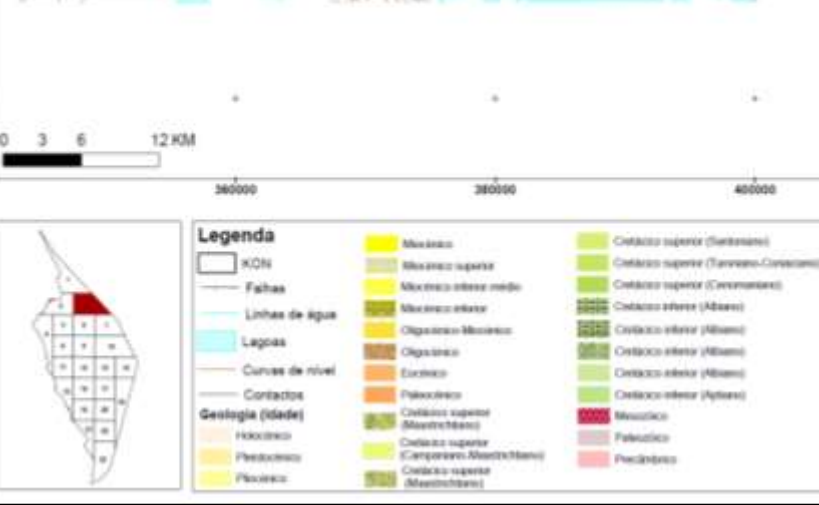 0 3 6 12 KM
360000 380000 400000
Legenda
KON
Falhas
Linhas de água
Lagoas
Curvas de nível
Contactos
Geologia (Idade)
Holocénico
Pleistocénico
Pliocénico
Miocénico
Miocénico superior
Miocénico inferior médio
Miocénico inferior
Oligocénico-Miocénico
Oligocénico
Eocénico
Paleocénico
Cretácico superior
(Maastrichtiano)
Cretácico superior
(Campaniano-Maastrichtiano)
Cretácico superior
(Maastrichtiano)
Cretácico superior (Santoniano)
Cretácico superior (Turoniano-Coniaciano)
Cretácico superior (Cenomaniano)
Cretácico inferior (Albiano)
Cretácico inferior (Albiano)
Cretácico inferior (Albiano)
Cretácico inferior (Albiano)
Cretácico inferior (Aptiano)
Mesozóico
Paleozóico
Precâmbrico